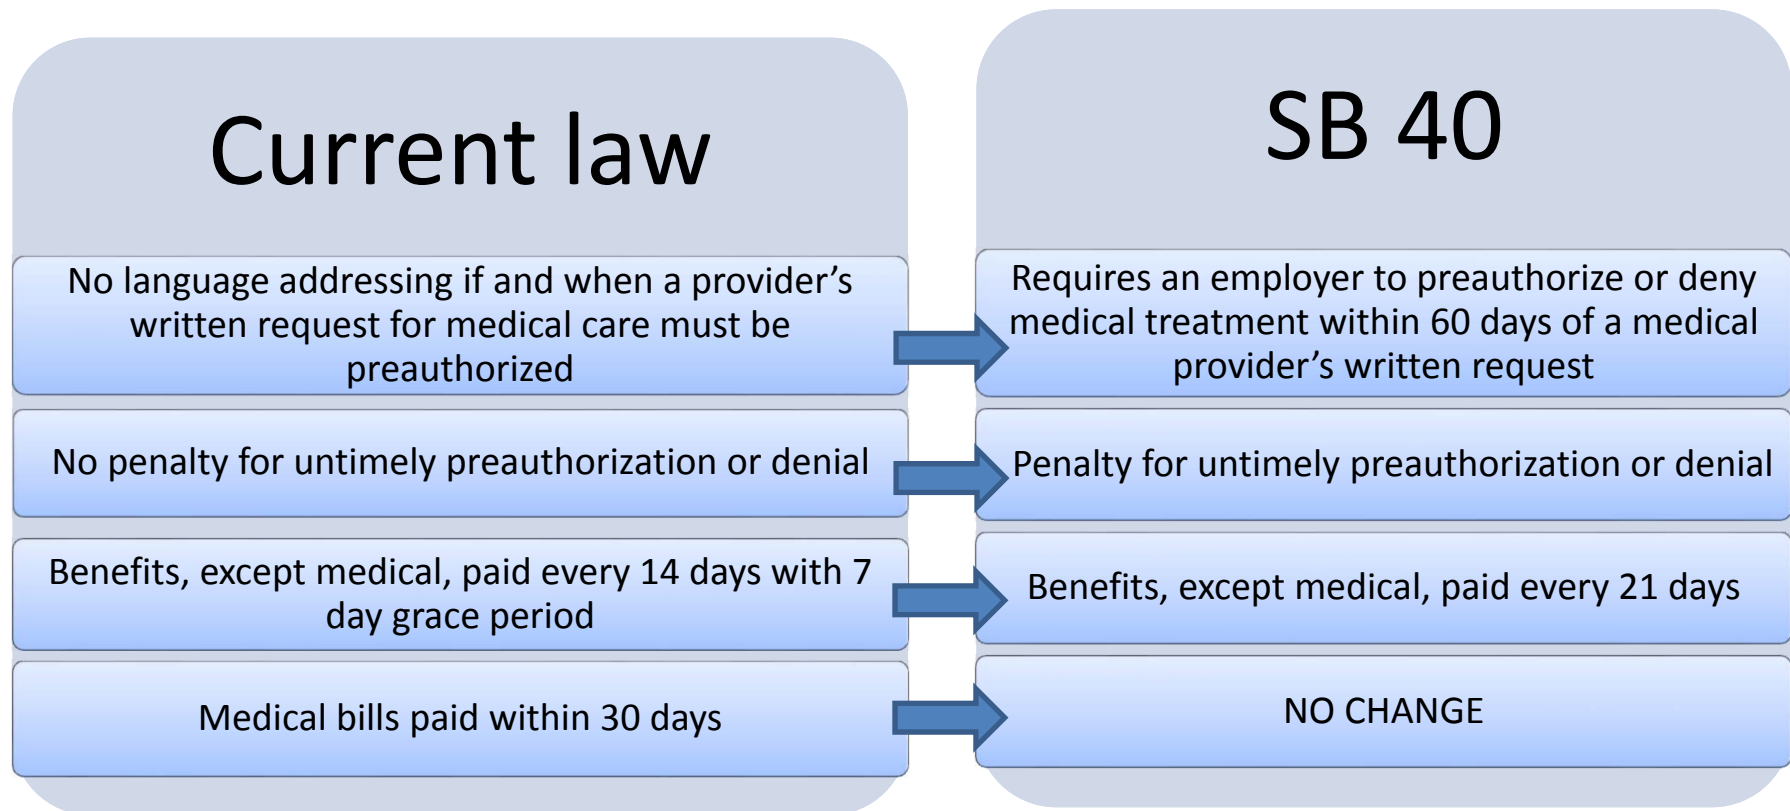 Current law
No language addressing if and when a provider’s
written request for medical care must be
preauthorized
No penalty for untimely preauthorization or denial
Benefits, except medical, paid every 14 days with 7
day grace period
Medical bills paid within 30 days
SB 40
Requires an employer to preauthorize or deny
medical treatment within 60 days of a medical
provider’s written request
Penalty for untimely preauthorization or denial
Benefits, except medical, paid every 21 days
NO CHANGE